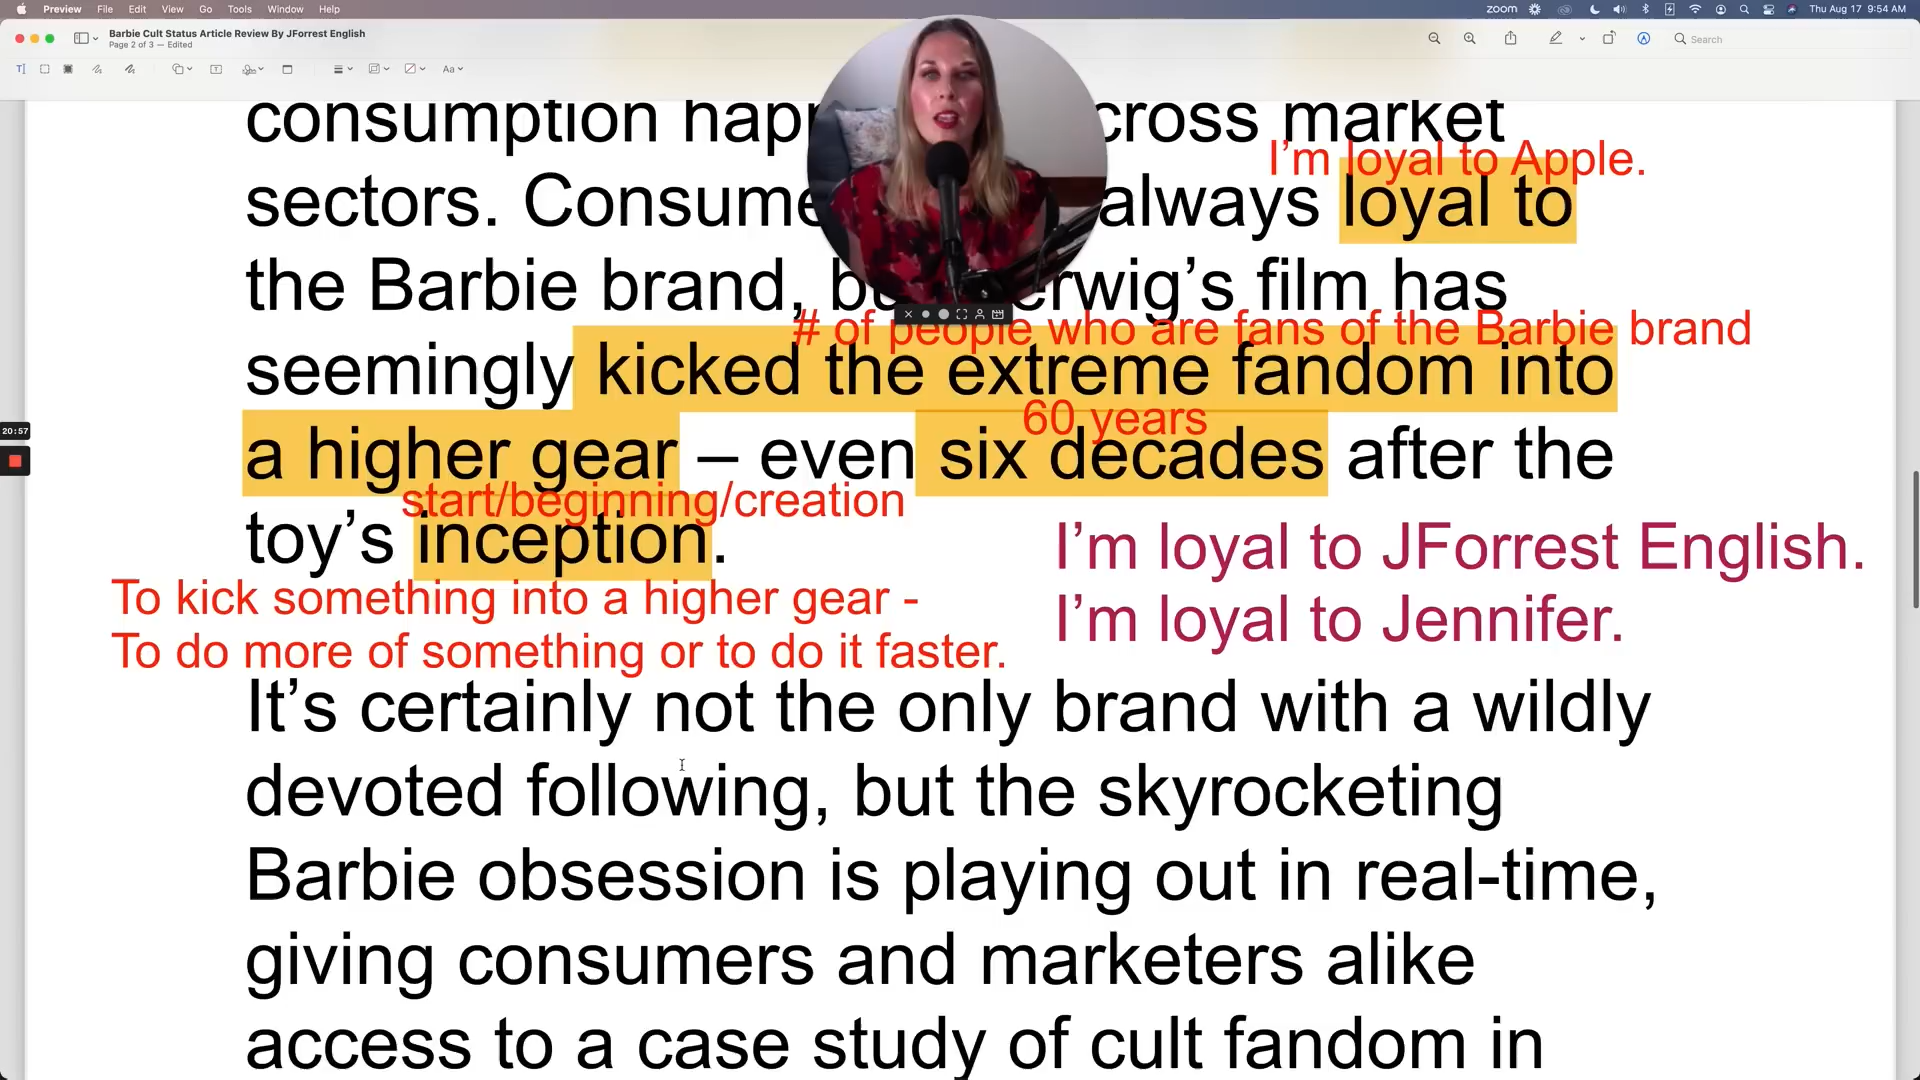 Preview File Edit View Go Tools Window Help
zoom Thu Aug 17 9:54 AM
Barbie Cult Status Article Review By JForrest English
Page 2 of 3 — Edited
Search
Aa
consumption cross market
I'm loyal to Apple.
sectors. always loyal to
the Barbie brand, film has
# of people who are fans of the Barbie brand
seemingly kicked the extreme fandom into
60 years
a higher gear – even six decades after the
start/beginning/creation
toy’s inception.
20:57
I’m loyal to JForrest English.
I’m loyal to Jennifer.
To kick something into a higher gear -
To do more of something or to do it faster.
It’s certainly not the only brand with a wildly
devoted following, but the skyrocketing
Barbie obsession is playing out in real-time,
giving consumers and marketers alike
access to a case study of cult fandom in